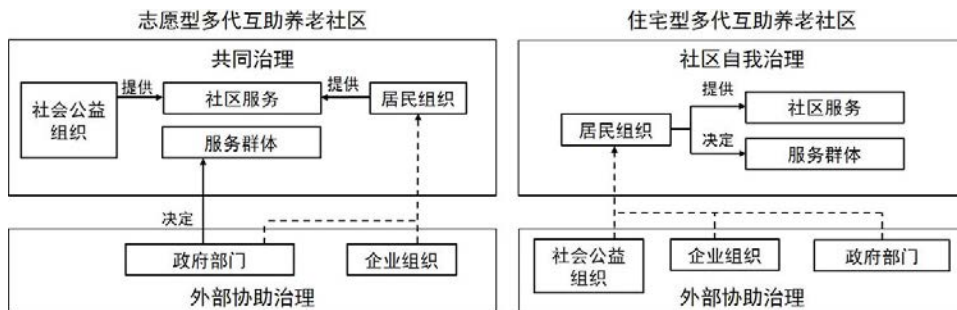 志愿型多代互助养老社区
共同治理
社会公益
组织
提供
社区服务
提供
居民组织
服务群体
决定
政府部门
企业组织
外部协助治理
住宅型多代互助养老社区
社区自我治理
居民组织
提供
社区服务
决定
服务群体
社会公益
组织
企业组织
政府部门
外部协助治理